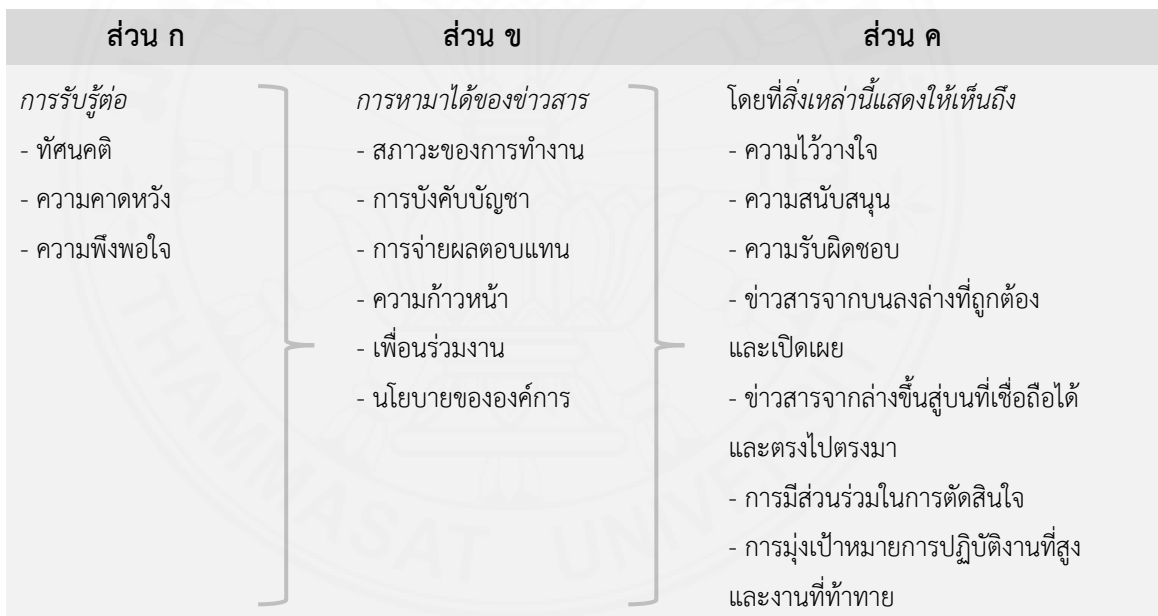 ส่วน ก
ส่วน ข
ส่วน ค
การรับรู้ต่อ
- ทัศนคติ
- ความคาดหวัง
- ความพึงพอใจ
การหามาได้ของข่าวสาร
- สภาวะของการทำงาน
- การบังคับบัญชา
- การจ่ายผลตอบแทน
- ความก้าวหน้า
- เพื่อนร่วมงาน
- นโยบายขององค์การ
โดยที่สิ่งเหล่านี้แสดงให้เห็นถึง
- ความไว้วางใจ
- ความสนับสนุน
- ความรับผิดชอบ
- ข่าวสารจากบนลงล่างที่ถูกต้อง
และเปิดเผย
- ข่าวสารจากล่างขึ้นสู่บนที่เชื่อถือได้
และตรงไปตรงมา
- การมีส่วนร่วมในการตัดสินใจ
- การมุ่งเป้าหมายการปฏิบัติงานที่สูง
และงานที่ท้าทาย
THAMMASAT UNIVERSITY